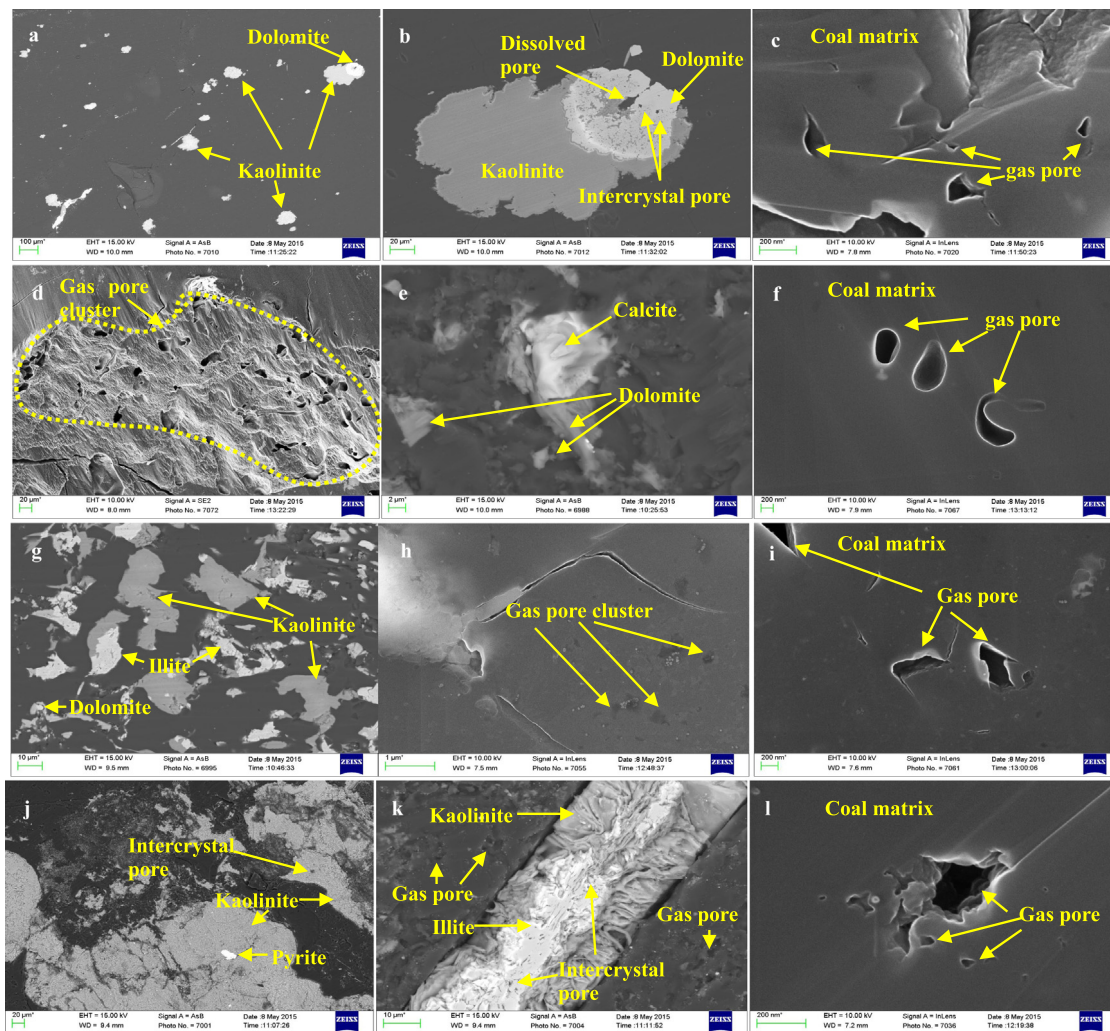 a
Dolomite
Kaolinite
100 µm*
EHT = 15.00 kV Signal A = AsB Date :8 May 2015
WD = 10.0 mm Photo No. = 7010 Time :11:25:22
ZEISS
b
Dissolved
pore
Dolomite
Kaolinite
Intercrystal pore
20 µm*
EHT = 15.00 kV Signal A = AsB Date :8 May 2015
WD = 10.0 mm Photo No. = 7012 Time :11:32:02
ZEISS
c
Coal matrix
gas pore
200 nm*
EHT = 10.00 kV Signal A = InLens Date :8 May 2015
WD = 7.8 mm Photo No. = 7020 Time :11:50:23
ZEISS
d
Gas pore
cluster
20 µm*
EHT = 10.00 kV Signal A = SE2 Date :8 May 2015
WD = 8.0 mm Photo No. = 7072 Time :13:22:29
ZEISS
e
Calcite
Dolomite
2 µm*
EHT = 15.00 kV Signal A = AsB Date :8 May 2015
WD = 10.0 mm Photo No. = 6988 Time :10:25:53
ZEISS
f
Coal matrix
gas pore
200 nm*
EHT = 10.00 kV Signal A = InLens Date :8 May 2015
WD = 7.9 mm Photo No. = 7067 Time :13:13:12
ZEISS
g
Kaolinite
Illite
Dolomite
10 µm*
EHT = 15.00 kV Signal A = AsB Date :8 May 2015
WD = 9.5 mm Photo No. = 6995 Time :10:46:33
ZEISS
h
Gas pore cluster
1 µm*
EHT = 10.00 kV Signal A = InLens Date :8 May 2015
WD = 7.5 mm Photo No. = 7055 Time :12:48:37
ZEISS
i
Coal matrix
Gas pore
200 nm*
EHT = 10.00 kV Signal A = InLens Date :8 May 2015
WD = 7.6 mm Photo No. = 7061 Time :13:00:06
ZEISS
j
Intercrystal
pore
Kaolinite
Pyrite
20 µm*
EHT = 15.00 kV Signal A = AsB Date :8 May 2015
WD = 9.4 mm Photo No. = 7001 Time :11:07:26
ZEISS
k
Kaolinite
Gas pore
Illite
Gas pore
Intercrystal
pore
10 µm*
EHT = 15.00 kV Signal A = AsB Date :8 May 2015
WD = 9.4 mm Photo No. = 7004 Time :11:11:52
ZEISS
l
Coal matrix
Gas pore
200 nm*
EHT = 10.00 kV Signal A = InLens Date :8 May 2015
WD = 7.2 mm Photo No. = 7036 Time :12:19:38
ZEISS